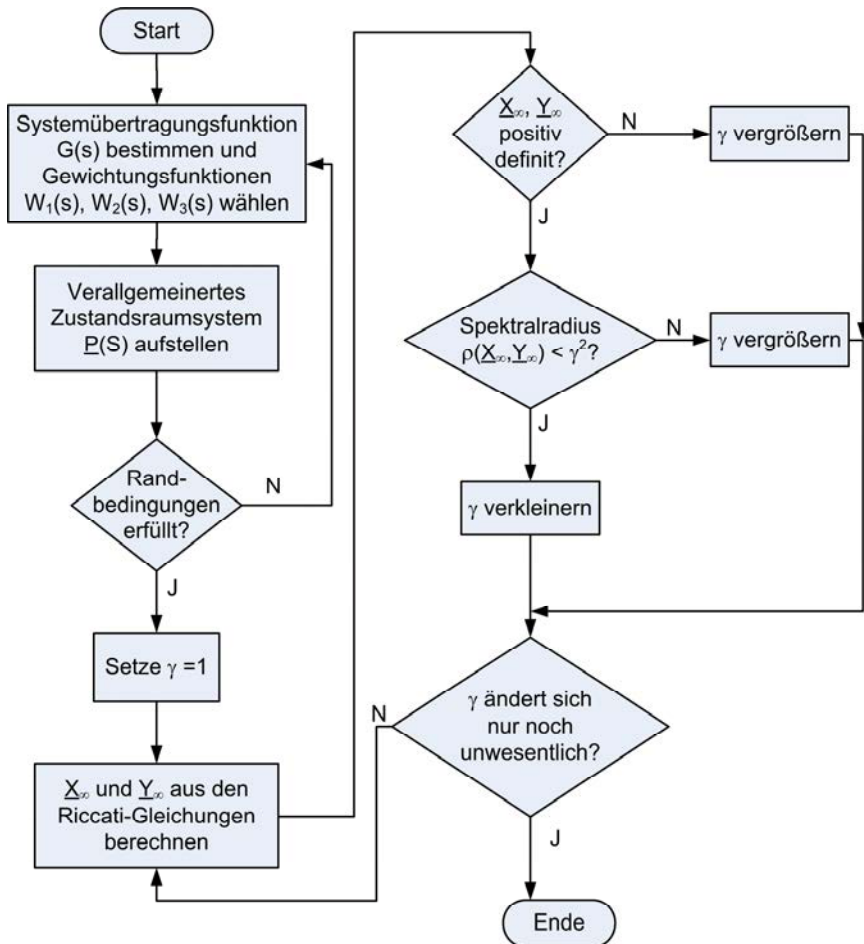 Start
Systemübertragungsfunktion
G(s) bestimmen und
Gewichtungsfunktionen
W₁(s), W₂(s), W₃(s) wählen
Verallgemeinertes
Zustandsraumsystem
P̲(S) aufstellen
Rand-
bedingungen
erfüllt?
N
J
Setze γ =1
X̲∞ und Y̲∞ aus den
Riccati-Gleichungen
berechnen
X̲∞, Y̲∞
positiv
definit?
N
γ vergrößern
J
Spektralradius
ρ(X̲∞,Y̲∞) < γ²?
N
γ vergrößern
J
γ verkleinern
γ ändert sich
nur noch
unwesentlich?
N
J
Ende